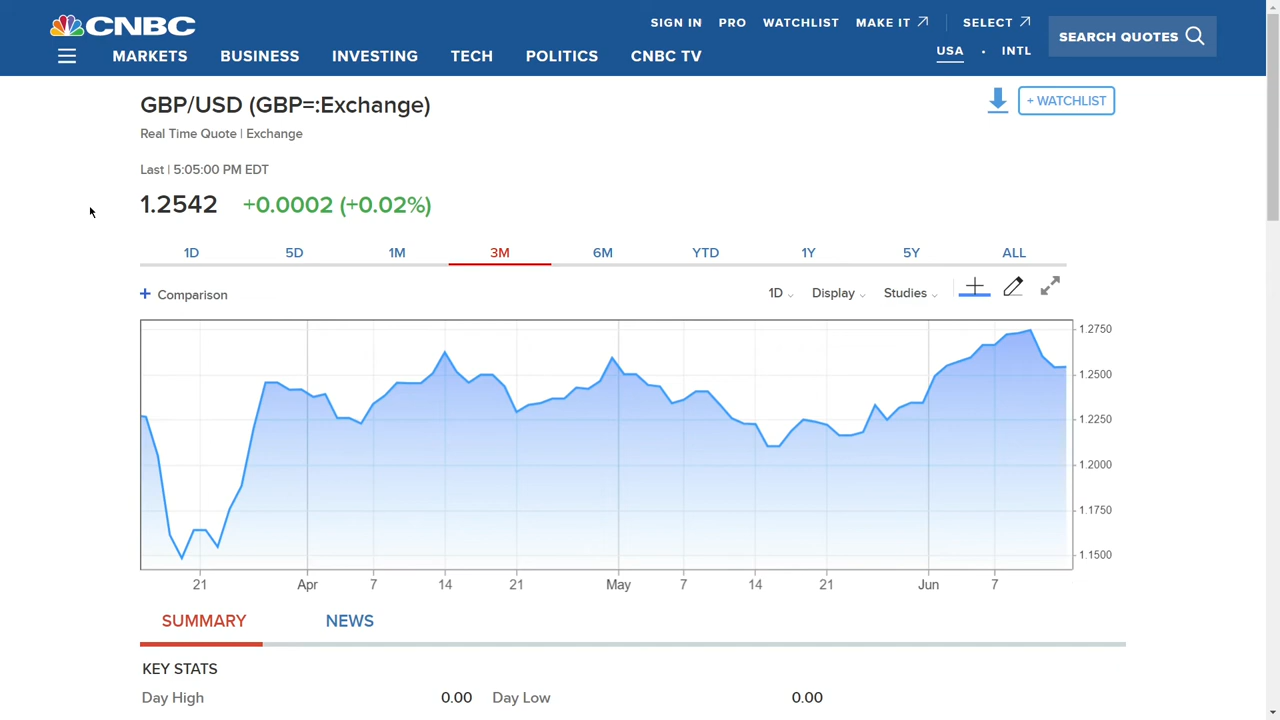 CNBC
SIGN IN PRO WATCHLIST MAKE IT SELECT
SEARCH QUOTES
MARKETS BUSINESS INVESTING TECH POLITICS CNBC TV
USA • INTL
GBP/USD (GBP=:Exchange)
+ WATCHLIST
Real Time Quote | Exchange
Last | 5:05:00 PM EDT
1.2542 +0.0002 (+0.02%)
1D 5D 1M 3M 6M YTD 1Y 5Y ALL
+ Comparison
1D Display Studies
1.2750
1.2500
1.2250
1.2000
1.1750
1.1500
21 Apr 7 14 21 May 7 14 21 Jun 7
SUMMARY NEWS
KEY STATS
Day High 0.00 Day Low 0.00